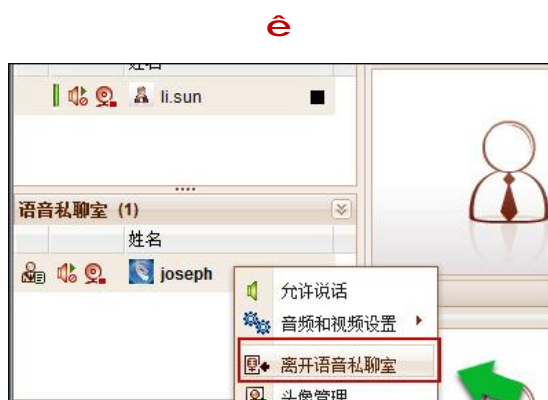 ê
姓名
li.sun
语音私聊室 (1)
姓名
joseph
允许说话
音频和视频设置
离开语音私聊室
头像管理